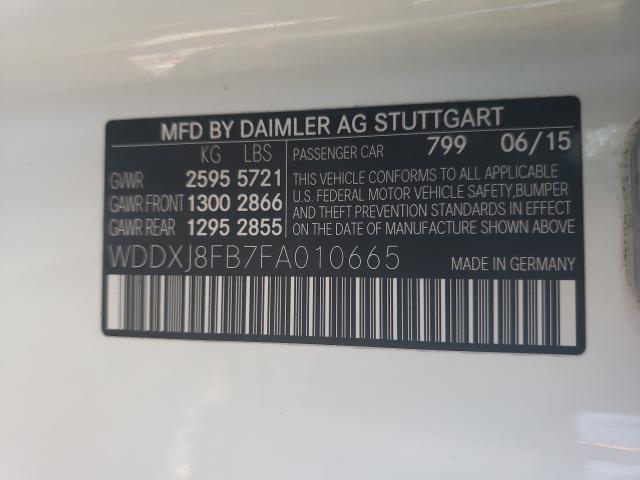 MFD BY DAIMLER AG STUTTGART
KG LBS PASSENGER CAR 799 06/15
GVWR 2595 5721
GAWR FRONT 1300 2866
GAWR REAR 1295 2855
THIS VEHICLE CONFORMS TO ALL APPLICABLE
U.S. FEDERAL MOTOR VEHICLE SAFETY,BUMPER
AND THEFT PREVENTION STANDARDS IN EFFECT
ON THE DATE OF MANUFACTURE SHOWN ABOVE
WDDXJ8FB7FA010665 MADE IN GERMANY